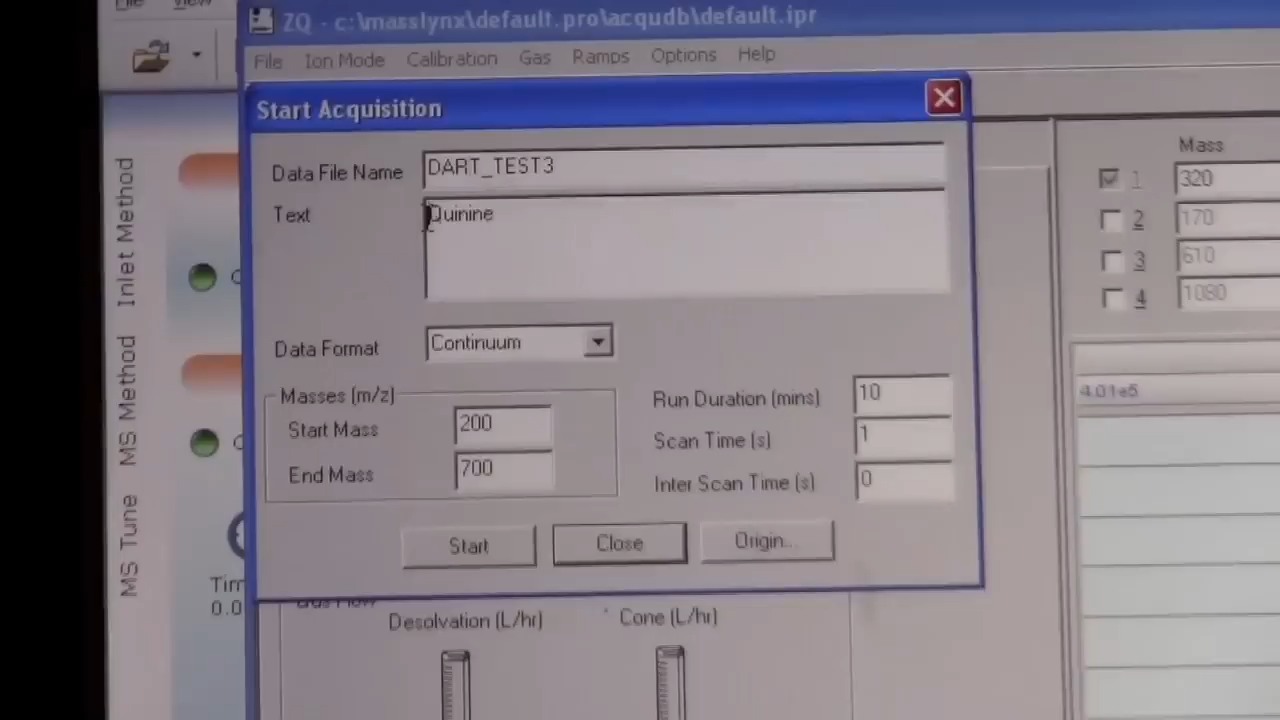 File View
ZQ - c:\masslynx\default.pro\acqudb\default.ipr
File Ion Mode Calibration Gas Ramps Options Help
Start Acquisition
Data File Name DART_TEST3
Text Quinine
Data Format Continuum
Masses (m/z)
Start Mass 200
End Mass 700
Run Duration (mins) 10
Scan Time (s) 1
Inter Scan Time (s) 0
Start Close Origin...
Inlet Method
MS Method
MS Tune
0.0
Desolvation (L/hr) Cone (L/hr)
Mass
1 320
2 170
3 610
4 1080
4.01e5